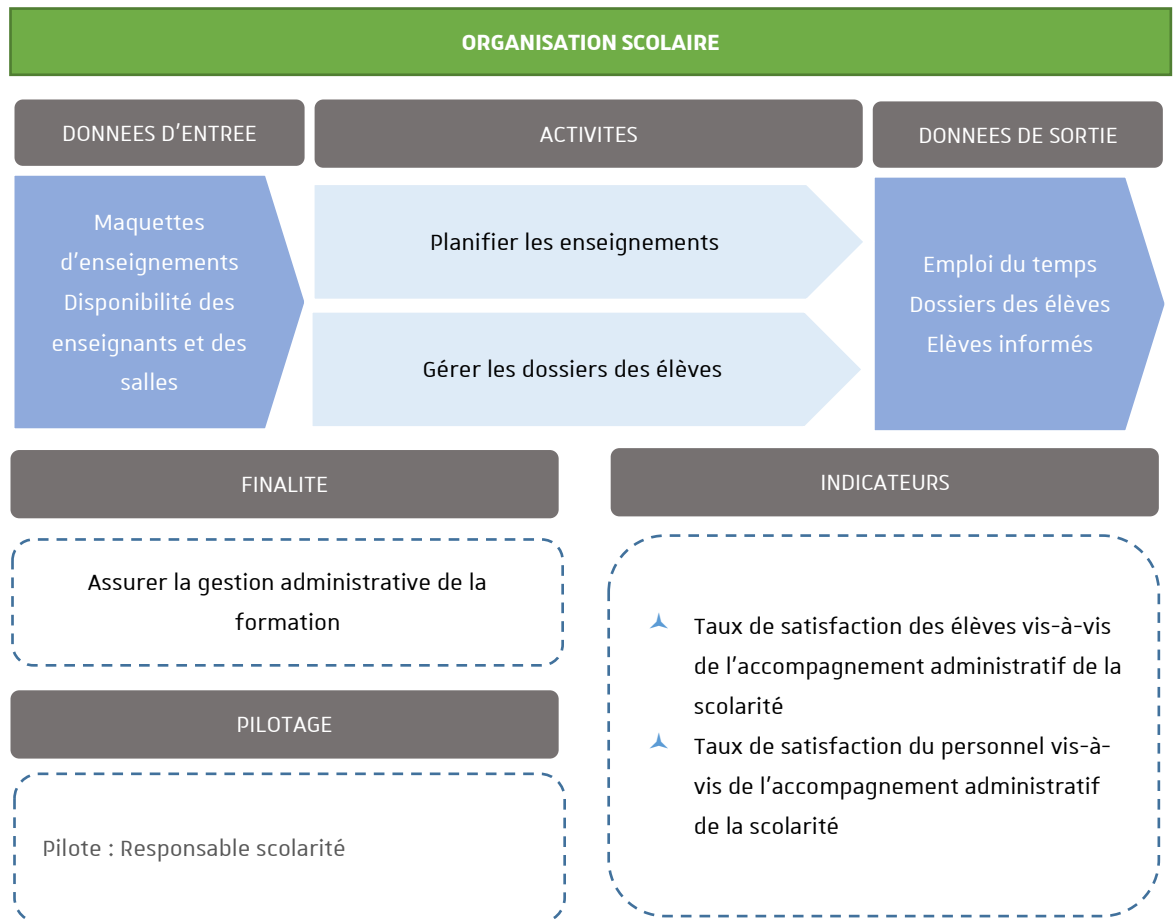 ORGANISATION SCOLAIRE
DONNEES D'ENTREE
ACTIVITES
DONNEES DE SORTIE
Maquettes
d'enseignements
Disponibilité des
enseignants et des
salles
Planifier les enseignements
Gérer les dossiers des élèves
Emploi du temps
Dossiers des élèves
Elèves informés
FINALITE
Assurer la gestion administrative de la
formation
PILOTAGE
Pilote : Responsable scolarité
INDICATEURS
Taux de satisfaction des élèves vis-à-vis
de l'accompagnement administratif de la
scolarité
Taux de satisfaction du personnel vis-à-
vis de l'accompagnement administratif
de la scolarité